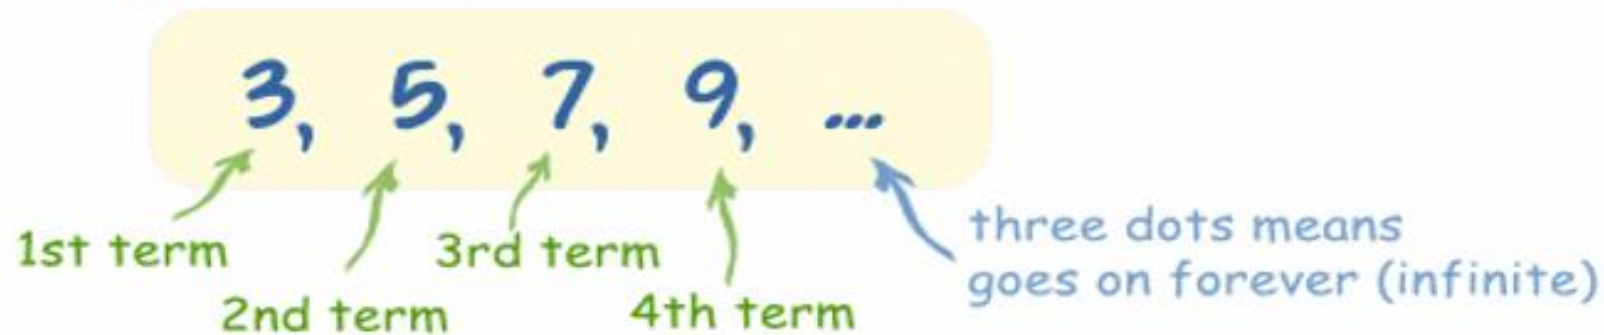 3, 5, 7, 9, ...
1st term
2nd term
3rd term
4th term
three dots means
goes on forever (infinite)